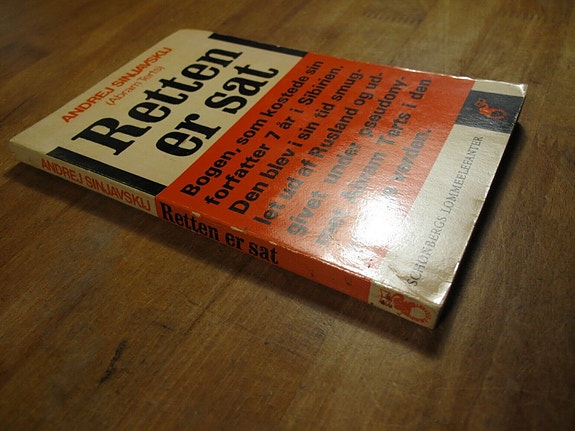 ANDREJ SINJAVSKIJ
(Abram Terts)
Retten
er sat
Bogen, som kostede sin
forfatter 7 år i Sibirien.
Den blev i sin tid smug-
let ud af Rusland og ud-
givet under pseudony-
met Abram Terts i den
verden.
SCHØNBERGS LOMMEELEFANTER
ANDREJ SINJAVSKIJ
Retten er sat